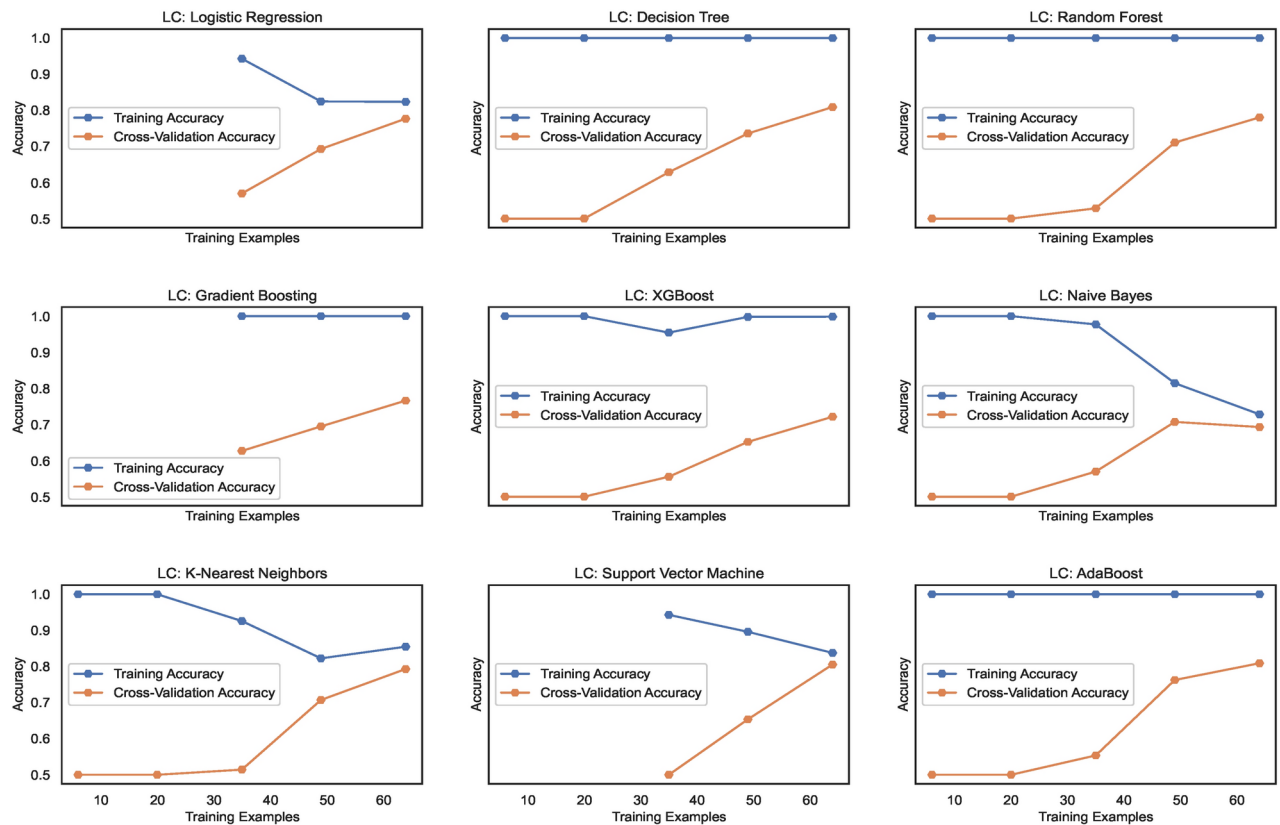 LC: Logistic Regression
LC: Decision Tree
LC: Random Forest
1.0
0.9
0.8
0.7
0.6
0.5
Accuracy
Training Accuracy
Cross-Validation Accuracy
Training Examples
Accuracy
Training Accuracy
Cross-Validation Accuracy
Training Examples
Accuracy
Training Accuracy
Cross-Validation Accuracy
Training Examples
LC: Gradient Boosting
LC: XGBoost
LC: Naive Bayes
1.0
0.9
0.8
0.7
0.6
0.5
Accuracy
Training Accuracy
Cross-Validation Accuracy
Training Examples
Accuracy
Training Accuracy
Cross-Validation Accuracy
Training Examples
Accuracy
Training Accuracy
Cross-Validation Accuracy
Training Examples
LC: K-Nearest Neighbors
LC: Support Vector Machine
LC: AdaBoost
1.0
0.9
0.8
0.7
0.6
0.5
Accuracy
Training Accuracy
Cross-Validation Accuracy
10 20 30 40 50 60
Training Examples
Accuracy
Training Accuracy
Cross-Validation Accuracy
10 20 30 40 50 60
Training Examples
Accuracy
Training Accuracy
Cross-Validation Accuracy
10 20 30 40 50 60
Training Examples